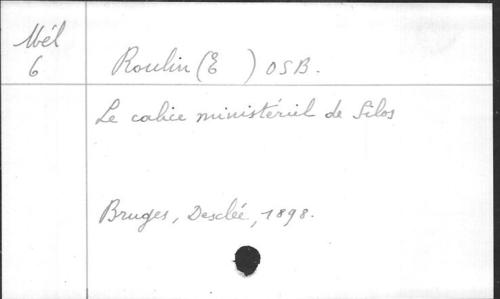 Mél
6
Roulin (E ) OSB.
Le calice ministériel de Silos
Bruges, Desclée, 1898.